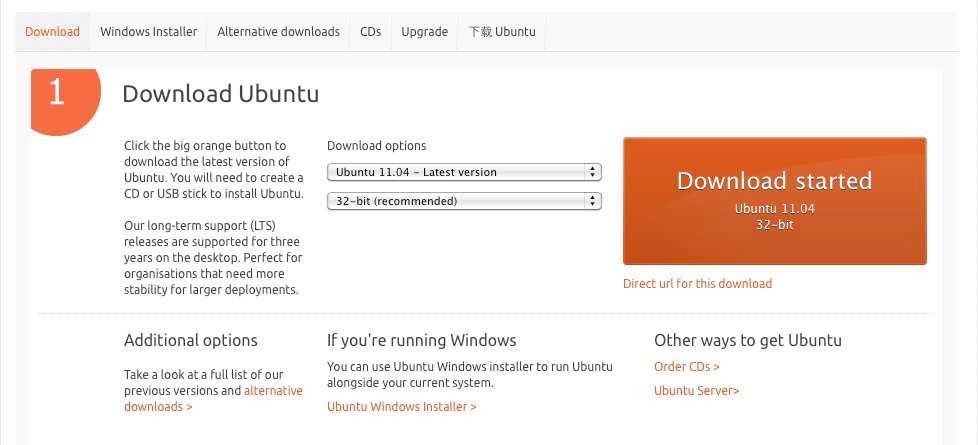 Download
Windows Installer
Alternative downloads
CDs
Upgrade
下载 Ubuntu
1
Download Ubuntu
Click the big orange button to
download the latest version of
Ubuntu. You will need to create a
CD or USB stick to install Ubuntu.
Our long-term support (LTS)
releases are supported for three
years on the desktop. Perfect for
organisations that need more
stability for larger deployments.
Download options
Ubuntu 11.04 - Latest version
32-bit (recommended)
Download started
Ubuntu 11.04
32-bit
Direct url for this download
Additional options
Take a look at a full list of our
previous versions and alternative
downloads >
If you're running Windows
You can use Ubuntu Windows installer to run Ubuntu
alongside your current system.
Ubuntu Windows Installer >
Other ways to get Ubuntu
Order CDs >
Ubuntu Server>